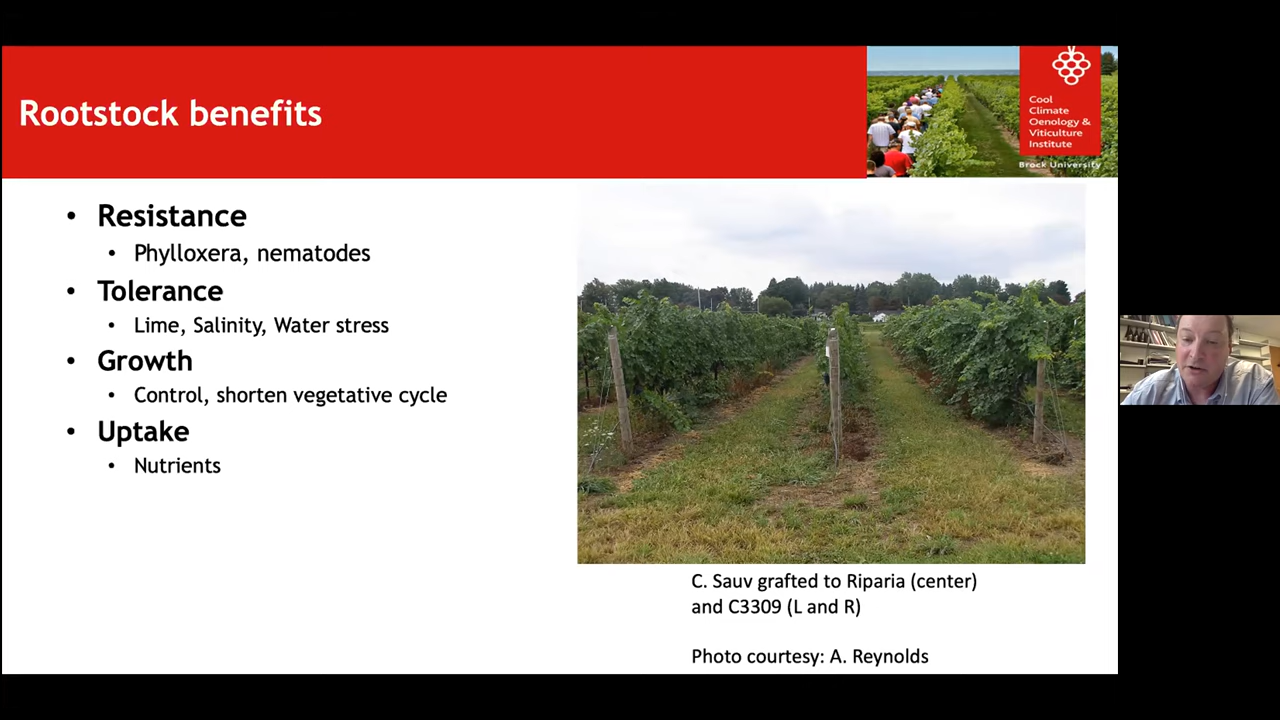 Rootstock benefits
Cool
Climate
Oenology &
Viticulture
Institute
Brock University
• Resistance
• Phylloxera, nematodes
• Tolerance
• Lime, Salinity, Water stress
• Growth
• Control, shorten vegetative cycle
• Uptake
• Nutrients
C. Sauv grafted to Riparia (center)
and C3309 (L and R)
Photo courtesy: A. Reynolds